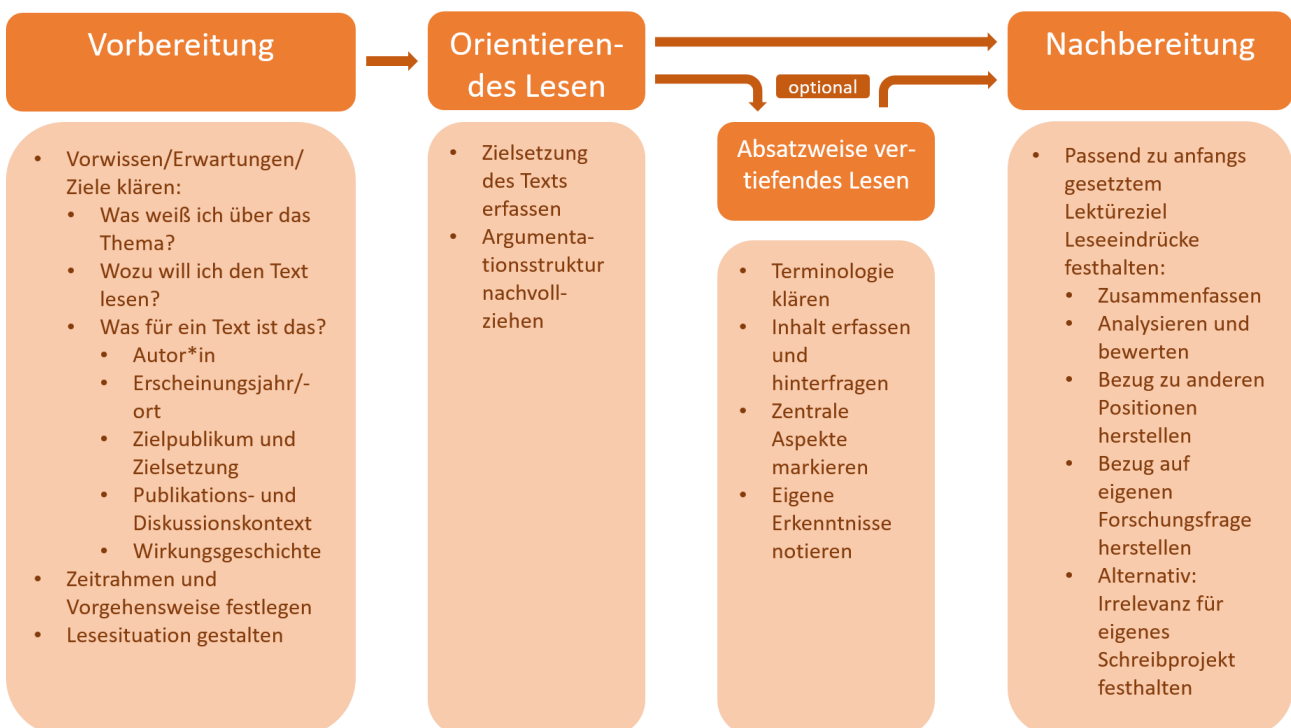 Vorbereitung
• Vorwissen/Erwartungen/
Ziele klären:
• Was weiß ich über das
Thema?
• Wozu will ich den Text
lesen?
• Was für ein Text ist das?
• Autor*in
• Erscheinungsjahr/-
ort
• Zielpublikum und
Zielsetzung
• Publikations- und
Diskussionskontext
• Wirkungsgeschichte
• Zeitrahmen und
Vorgehensweise festlegen
• Lesesituation gestalten
Orientieren-
des Lesen
• Zielsetzung
des Texts
erfassen
• Argumenta-
tionsstruktur
nachvoll-
ziehen
optional
Absatzweise ver-
tiefendes Lesen
• Terminologie
klären
• Inhalt erfassen
und
hinterfragen
• Zentrale
Aspekte
markieren
• Eigene
Erkenntnisse
notieren
Nachbereitung
• Passend zu anfangs
gesetztem
Lektüreziel
Leseeindrücke
festhalten:
• Zusammenfassen
• Analysieren und
bewerten
• Bezug zu anderen
Positionen
herstellen
• Bezug auf
eigenen
Forschungsfrage
herstellen
• Alternativ:
Irrelevanz für
eigenes
Schreibprojekt
festhalten